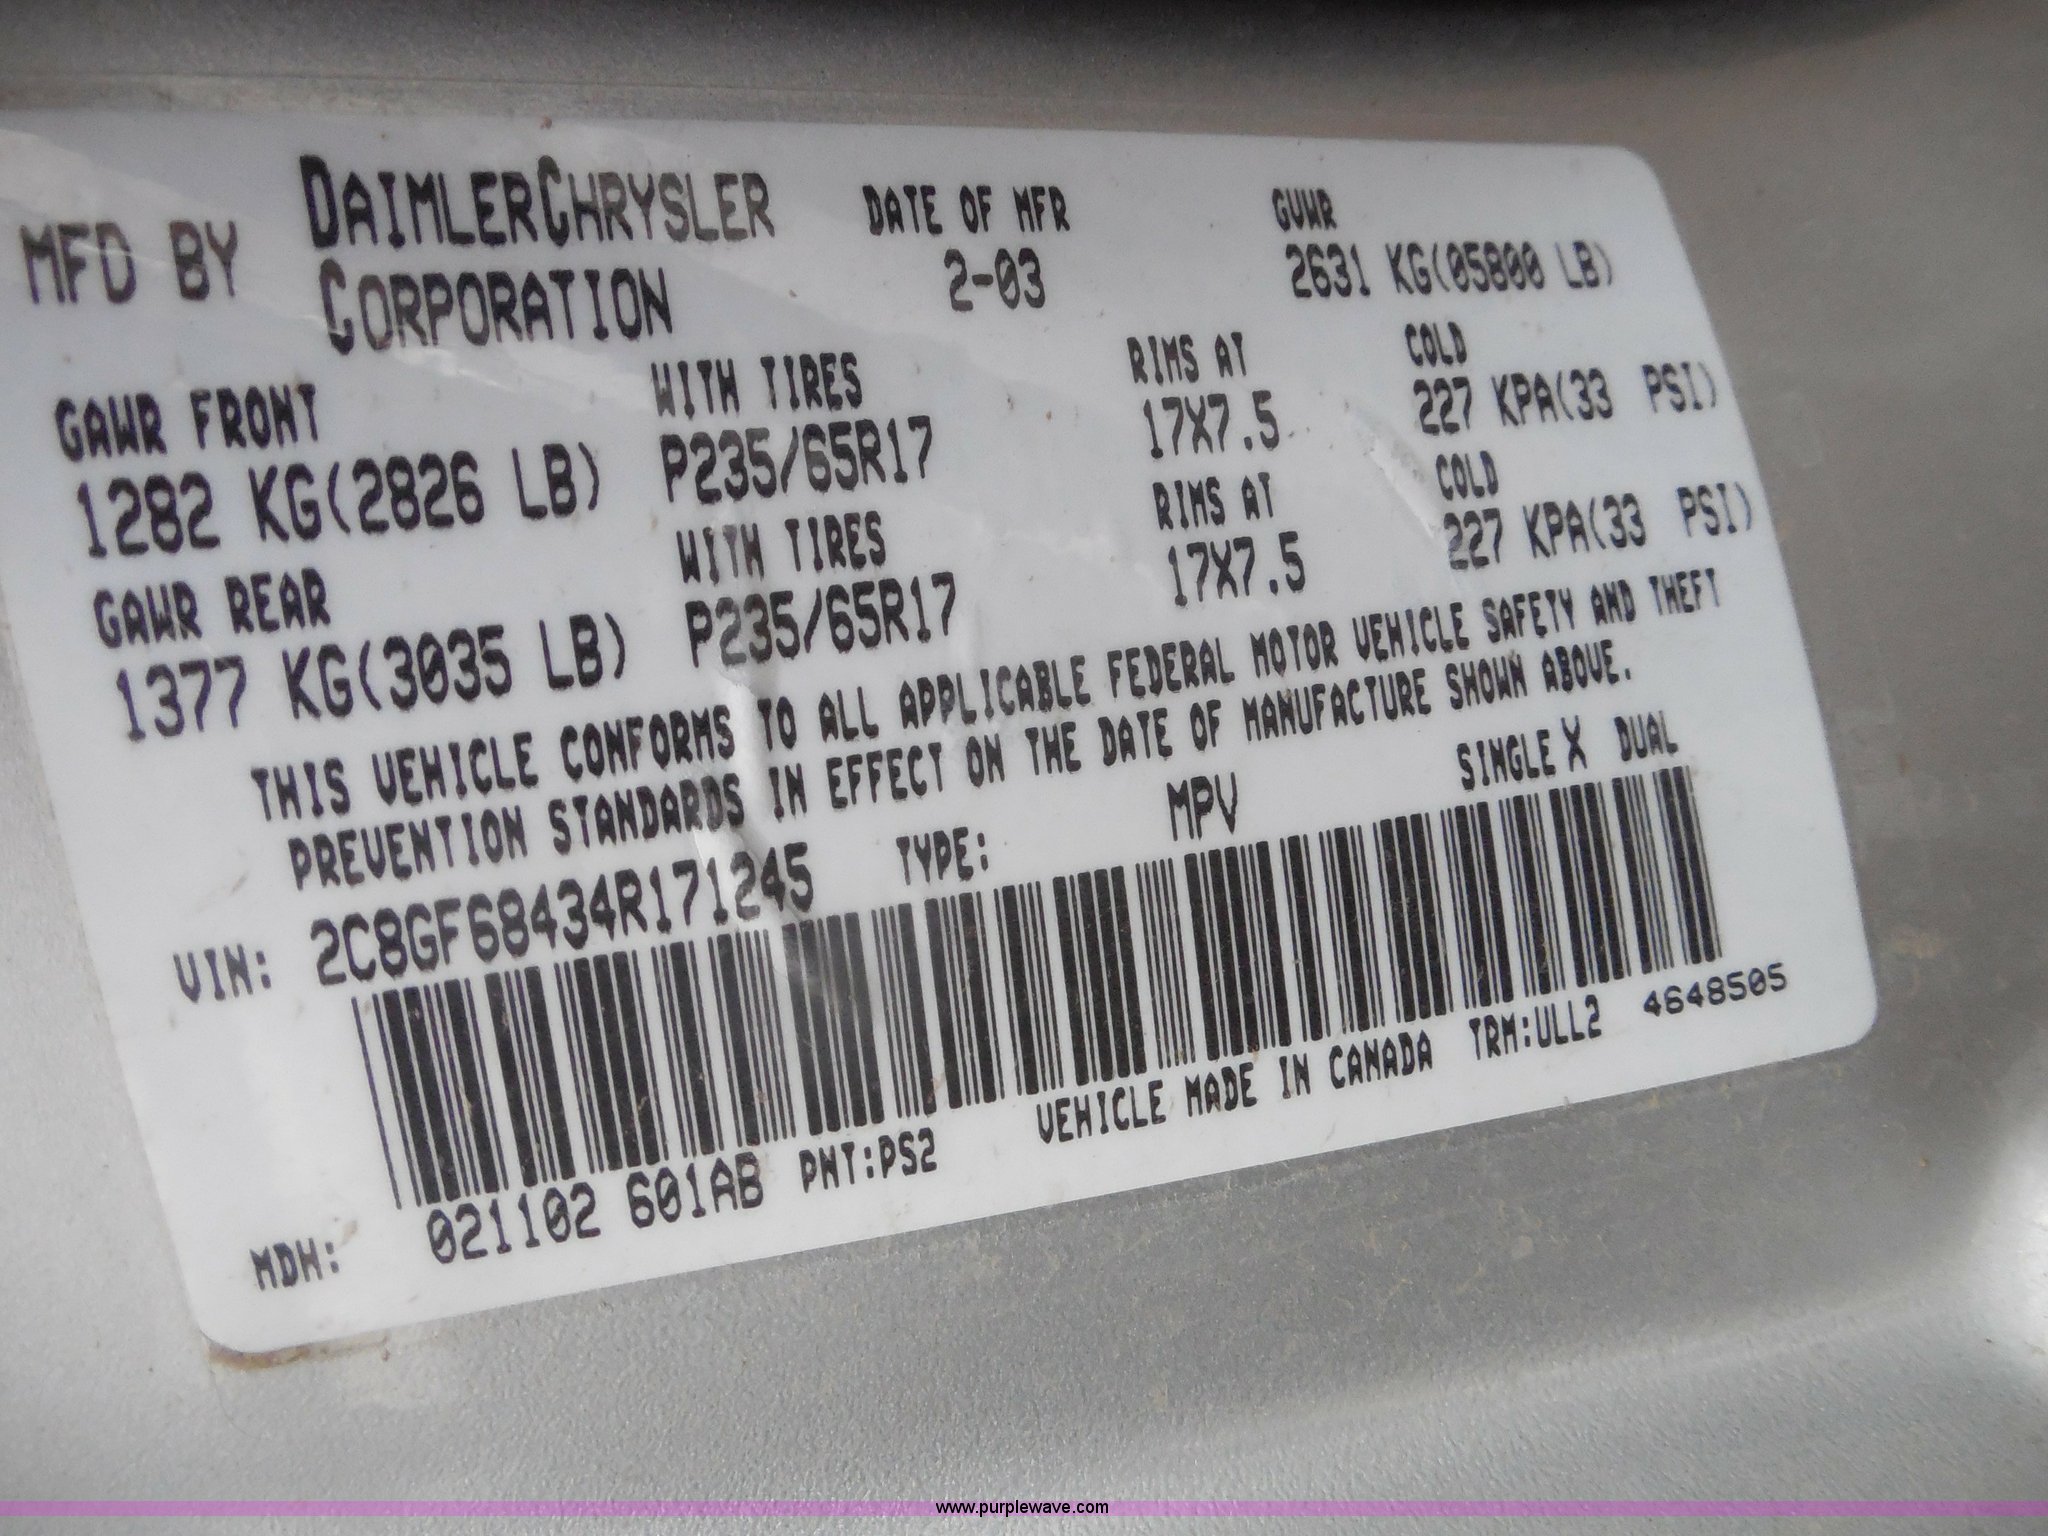 MFD BY DAIMLERCHRYSLER CORPORATION DATE OF MFR 2-03 GVWR 2631 KG(05800 LB)
GAWR FRONT WITH TIRES RIMS AT COLD
1282 KG(2826 LB) P235/65R17 17X7.5 227 KPA(33 PSI)
GAWR REAR WITH TIRES RIMS AT COLD
1377 KG(3035 LB) P235/65R17 17X7.5 227 KPA(33 PSI)
THIS VEHICLE CONFORMS TO ALL APPLICABLE FEDERAL MOTOR VEHICLE SAFETY AND THEFT
PREVENTION STANDARDS IN EFFECT ON THE DATE OF MANUFACTURE SHOWN ABOVE.
VIN: 2C8GF68434R171245 TYPE: MPV SINGLE X DUAL
MDH: 021102 601AB PNT:PS2 VEHICLE MADE IN CANADA TRM:ULL2 4648505
www.purplewave.com